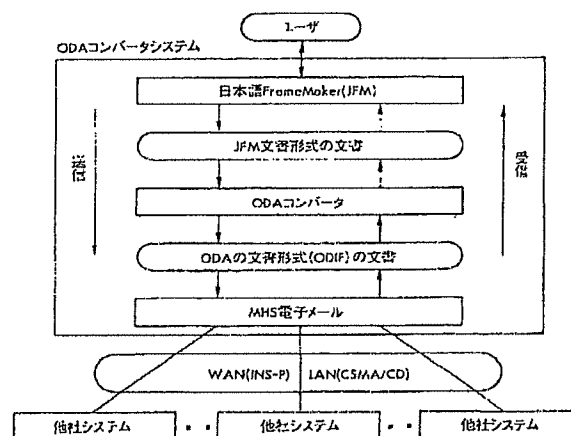 ユーザ
ODAコンバータシステム
日本語FrameMaker(JFM)
JFM文書形式の文書
送信
受信
ODAコンバータ
ODAの文書形式(ODIF)の文書
MHS電子メール
WAN(INS-P) LAN(CSMA/CD)
他社システム ・・ 他社システム ・・ 他社システム